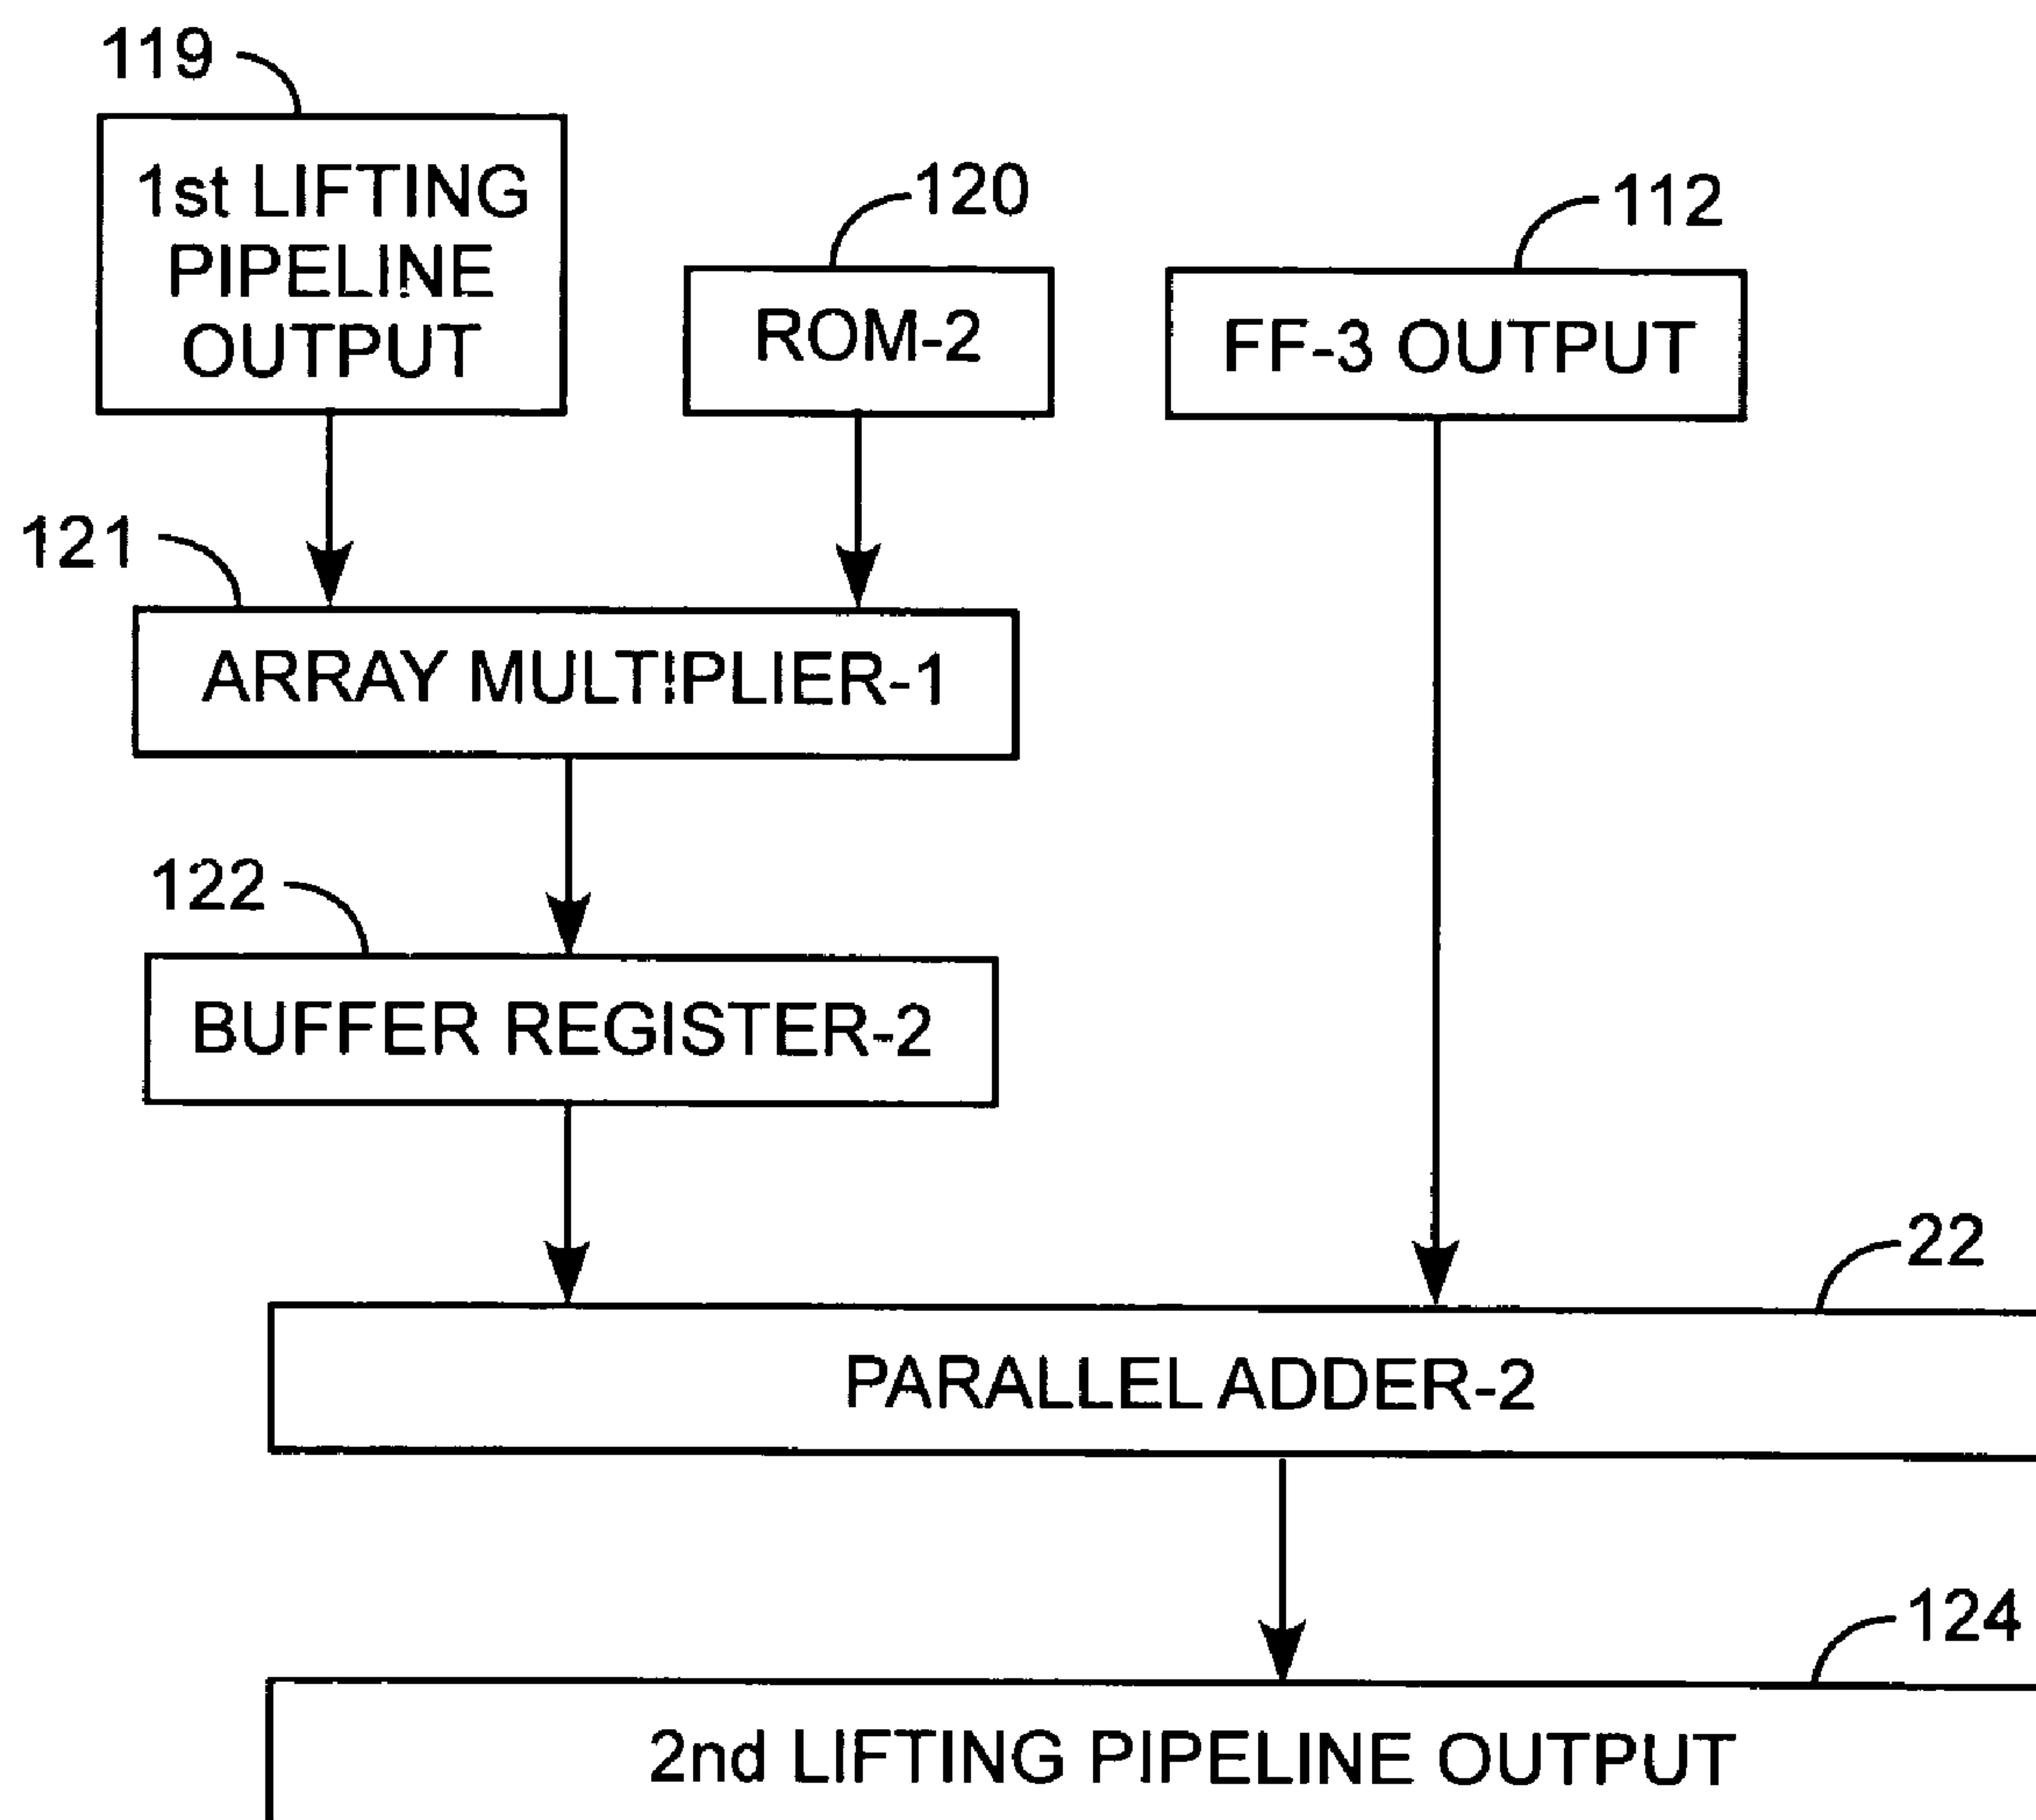 119
1st LIFTING
PIPELINE
OUTPUT
120
ROM-2
112
FF-3 OUTPUT
121
ARRAY MULTIPLIER-1
122
BUFFER REGISTER-2
22
PARALLEL ADDER-2
124
2nd LIFTING PIPELINE OUTPUT